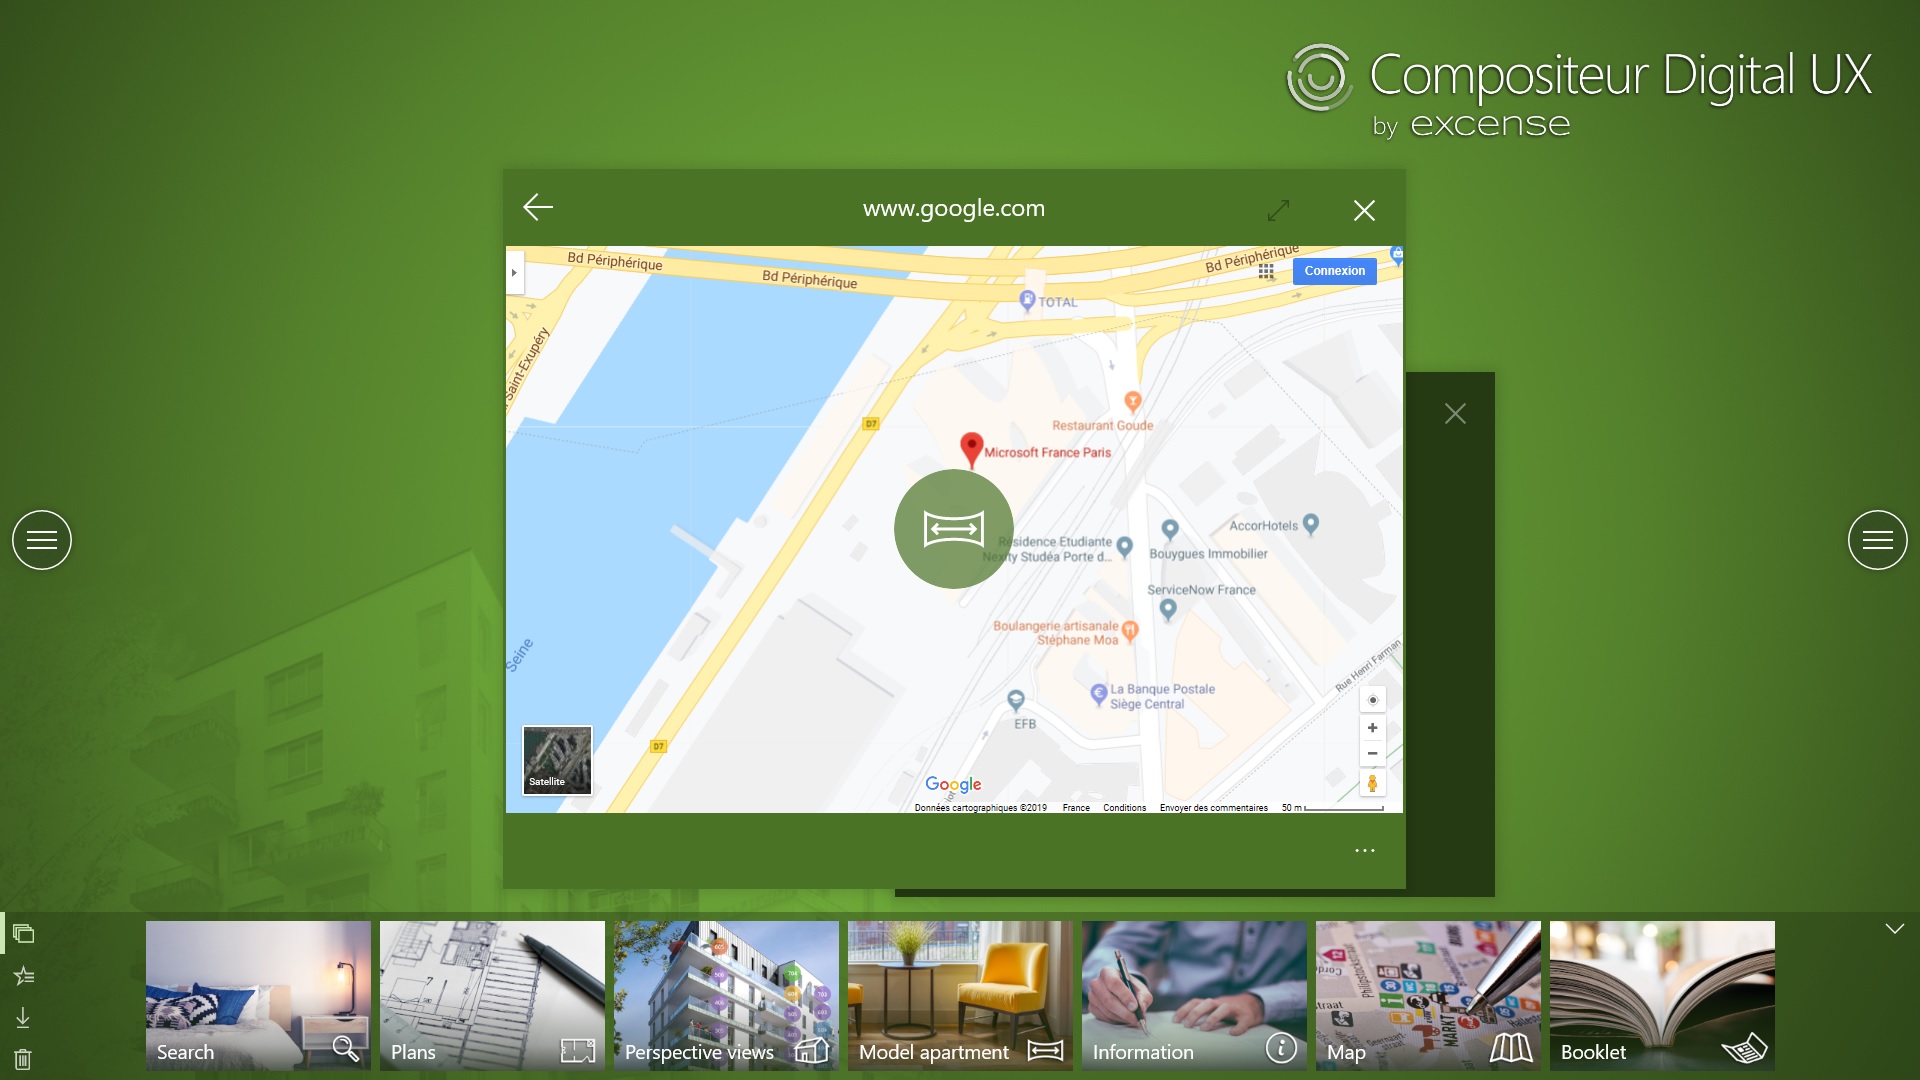 Compositeur Digital UX
by excense
www.google.com
Bd Périphérique
Bd Périphérique
Bd Périphérique
Connexion
TOTAL
Saint-Exupéry
D7
Restaurant Goude
Microsoft France Paris
AccorHotels
Résidence Etudiante
Nexity Studéa Porte d...
Bouygues Immobilier
ServiceNow France
Boulangerie artisanale
Stéphane Moa
Seine
Rue Henri Farman
La Banque Postale
Siège Central
EFB
D7
Satellite
Google
Données cartographiques ©2019 France Conditions Envoyer des commentaires 50 m
...
Search
Plans
Perspective views
Model apartment
Information
Map
Booklet